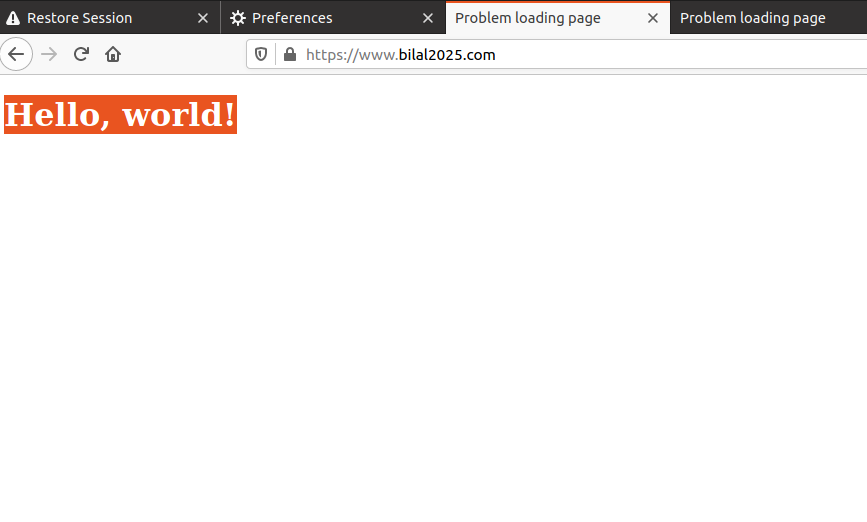 Restore Session
Preferences
Problem loading page
Problem loading page
https://www.bilal2025.com
Hello, world!